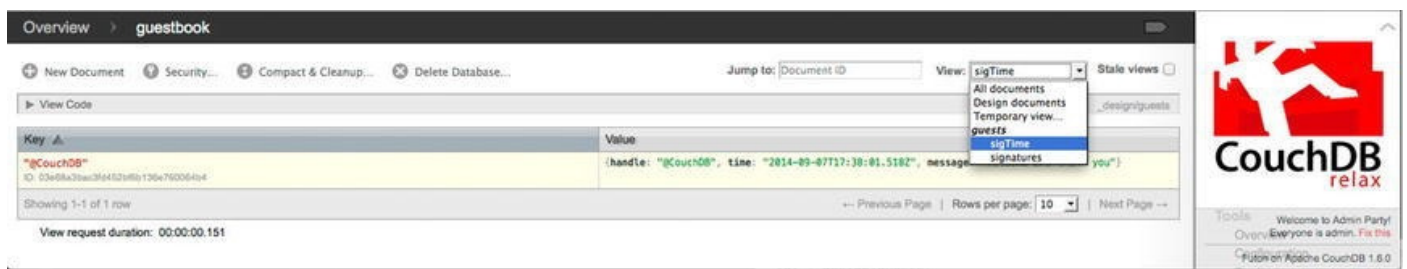 Overview > guestbook
New Document Security... Compact & Cleanup... Delete Database... Jump to: Document ID View: sigTime Stale views
All documents
Design documents
Temporary view...
guests
sigTime
signatures
View Code _design/guests
Key Value
"@CouchDB" {handle: "@CouchDB", time: "2014-09-07T17:38:01.518Z", message you"}
Showing 1-1 of 1 row ← Previous Page | Rows per page: 10 | Next Page →
View request duration: 00:00:00.151
CouchDB
relax
Tools
Welcome to Admin Party!
Overview
Everyone is admin. Fix this
Futon on Apache CouchDB 1.6.0